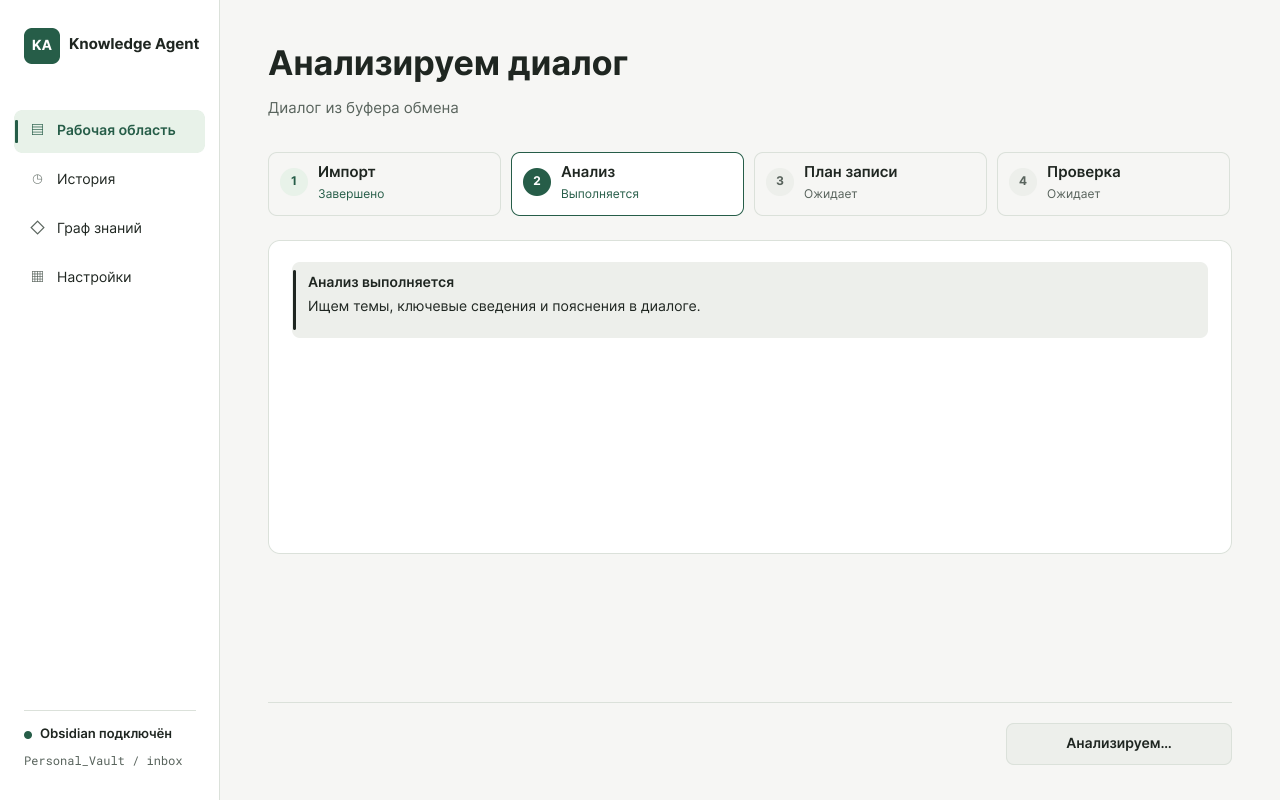 KA
Knowledge Agent
Рабочая область
История
Граф знаний
Настройки
Obsidian подключён
Personal_Vault / inbox
Анализируем диалог
Диалог из буфера обмена
1
Импорт
Завершено
2
Анализ
Выполняется
3
План записи
Ожидает
4
Проверка
Ожидает
Анализ выполняется
Ищем темы, ключевые сведения и пояснения в диалоге.
Анализируем…